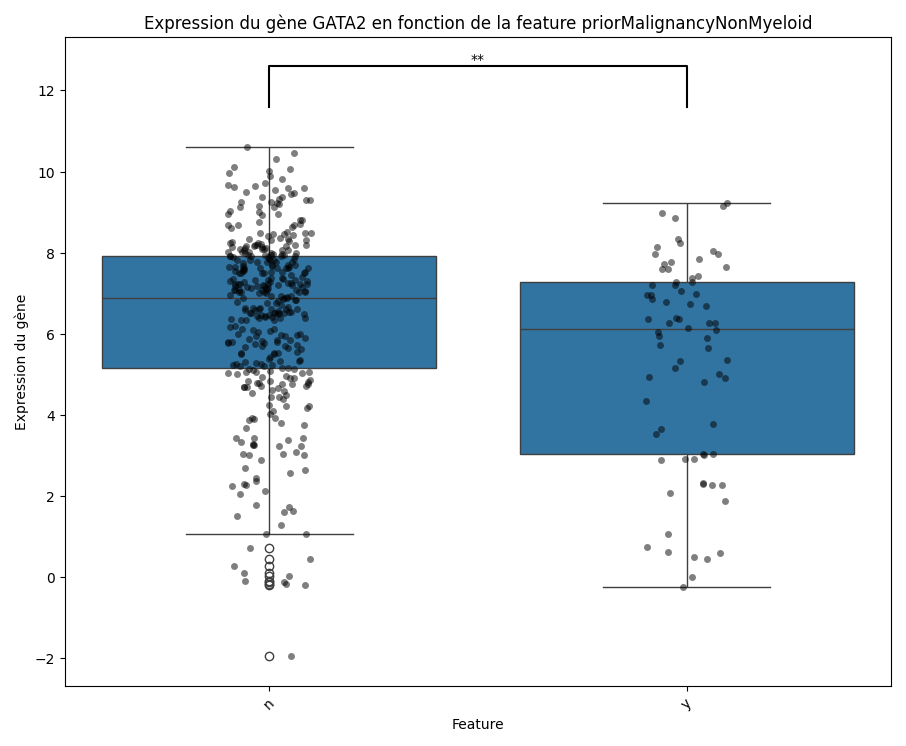 Expression du gène GATA2 en fonction de la feature priorMalignancyNonMyeloid
**
12
10
8
6
4
2
0
−2
Expression du gène
n
y
Feature